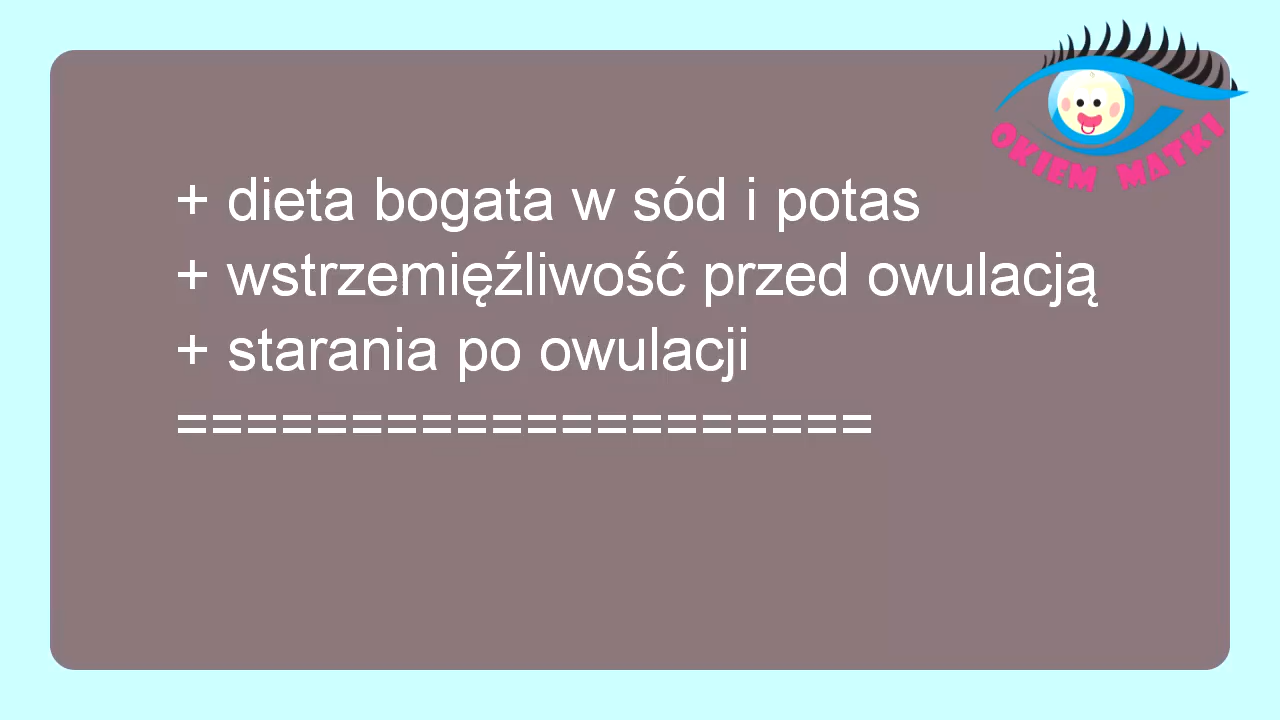 OKIEM MATKI
+ dieta bogata w sód i potas
+ wstrzemięźliwość przed owulacją
+ starania po owulacji
====================